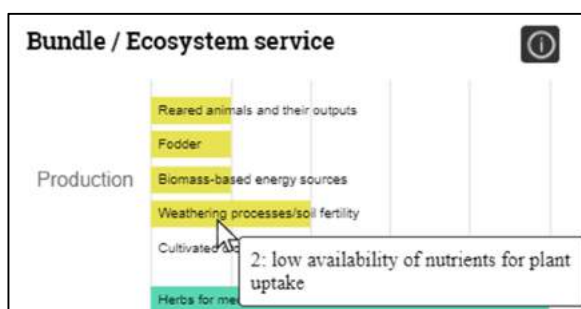 Bundle / Ecosystem service
Reared animals and their outputs
Fodder
Production
Biomass-based energy sources
Weathering processes/soil fertility
Cultivated
2: low availability of nutrients for plant
uptake
Herbs for